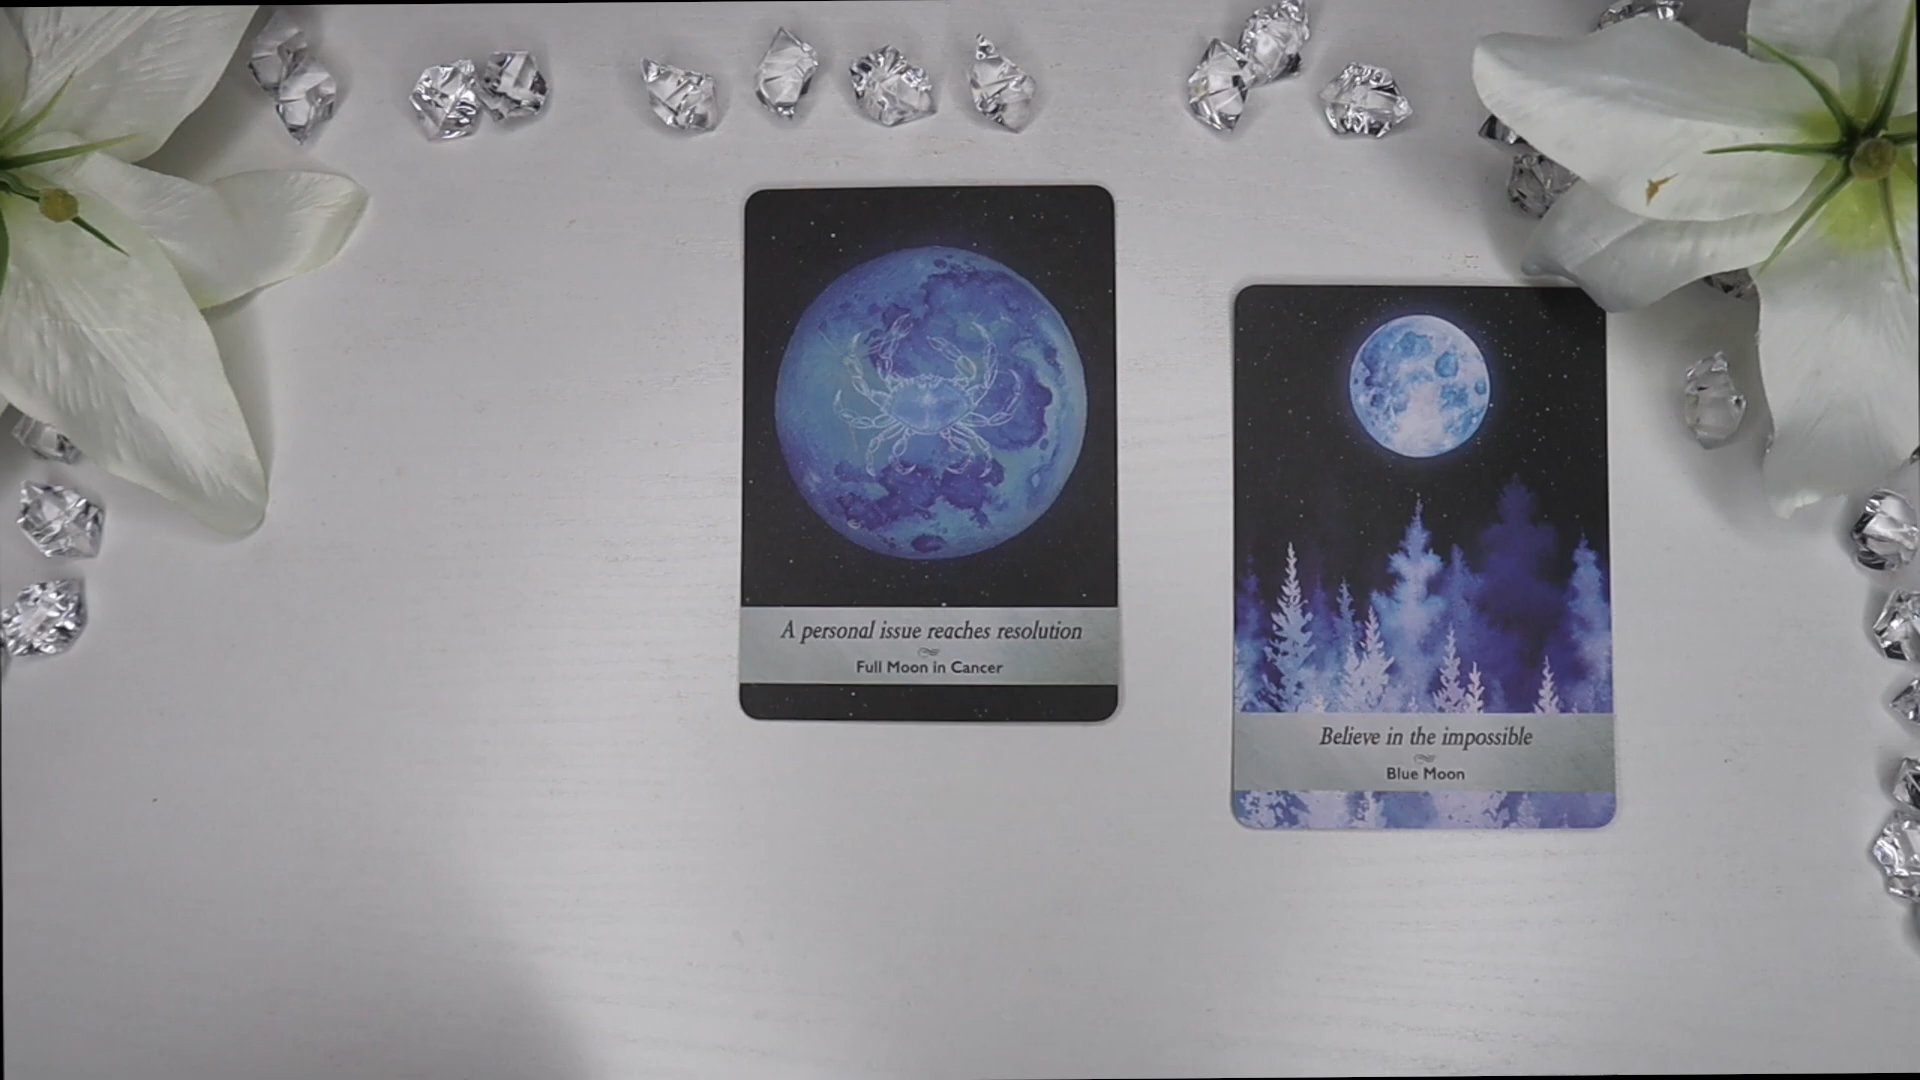 A personal issue reaches resolution
Full Moon in Cancer
Believe in the impossible
Blue Moon